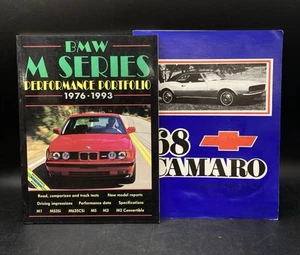 BMW
M SERIES
PERFORMANCE PORTFOLIO
1976-1993
Road, comparison and track tests New model reports
Driving impressions Performance data Specifications
M1 M535i M635CSi M5 M3 M3 Convertible
68
CAMARO